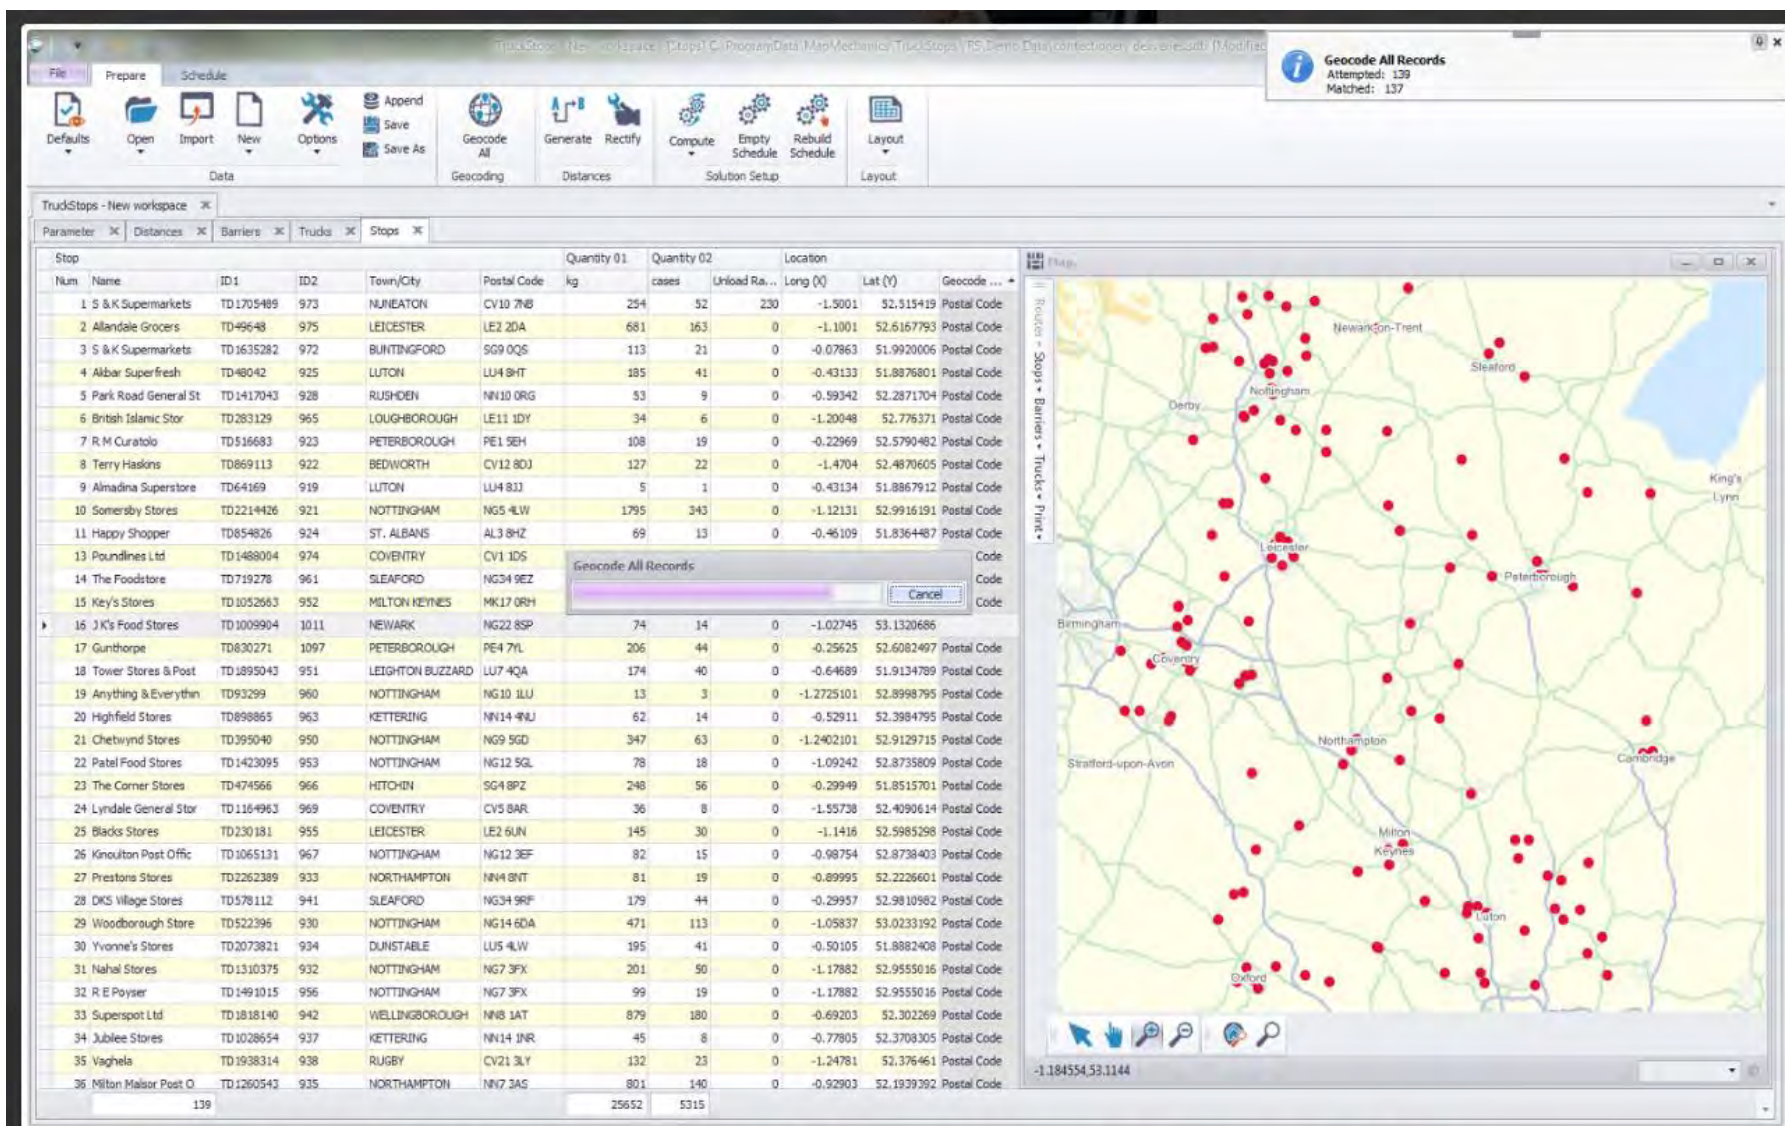 TruckStops - New workspace - [Stops] C:\ProgramData\MapMechanics\TruckStops\PS Demo Data\confectionery deliveries.sdf (Modified
Geocode All Records
Attempted: 139
Matched: 137
File Prepare Schedule
Defaults Open Import New Options Append Save Save As Geocode All Generate Rectify Compute Empty Schedule Rebuild Schedule Layout
Data Geocoding Distances Solution Setup Layout
TruckStops - New workspace
Parameter Distances Barriers Trucks Stops
Stop Quantity 01 Quantity 02 Location
Num Name ID1 ID2 Town/City Postal Code kg cases Unload Ra... Long (X) Lat (Y) Geocode ...
1 S & K Supermarkets TD1705489 973 NUNEATON CV10 7NB 254 52 230 -1.5001 52.515419 Postal Code
2 Allandale Grocers TD49648 975 LEICESTER LE2 2DA 681 163 0 -1.1001 52.6167793 Postal Code
3 S & K Supermarkets TD1635282 972 BUNTINGFORD SG9 0QS 113 21 0 -0.07863 51.9920006 Postal Code
4 Akbar Superfresh TD48042 925 LUTON LU4 8HT 185 41 0 -0.43133 51.8876801 Postal Code
5 Park Road General St TD1417043 928 RUSHDEN NN10 0RG 53 9 0 -0.59342 52.2871704 Postal Code
6 British Islamic Stor TD283129 965 LOUGHBOROUGH LE11 1DY 34 6 0 -1.20048 52.776371 Postal Code
7 R M Curatolo TD516683 923 PETERBOROUGH PE1 5EH 108 19 0 -0.22969 52.5790482 Postal Code
8 Terry Haskins TD869113 922 BEDWORTH CV12 8DJ 127 22 0 -1.4704 52.4870605 Postal Code
9 Almadina Superstore TD64169 919 LUTON LU4 8JJ 5 1 0 -0.43134 51.8867912 Postal Code
10 Somersby Stores TD2214426 921 NOTTINGHAM NG5 4LW 1795 343 0 -1.12131 52.9916191 Postal Code
11 Happy Shopper TD854826 924 ST. ALBANS AL3 8HZ 69 13 0 -0.46109 51.8364487 Postal Code
13 Poundlines Ltd TD1488004 974 COVENTRY CV1 1DS Code
14 The Foodstore TD719278 961 SLEAFORD NG34 9EZ Code
15 Key's Stores TD1052663 952 MILTON KEYNES MK17 0RH Code
Geocode All Records
Cancel
16 J K's Food Stores TD1009904 1011 NEWARK NG22 8SP 74 14 0 -1.02745 53.1320686
17 Gunthorpe TD830271 1097 PETERBOROUGH PE4 7YL 206 44 0 -0.25625 52.6082497 Postal Code
18 Tower Stores & Post TD1895043 951 LEIGHTON BUZZARD LU7 4QA 174 40 0 -0.64689 51.9134789 Postal Code
19 Anything & Everythin TD93299 960 NOTTINGHAM NG10 1LU 13 3 0 -1.2725101 52.8998795 Postal Code
20 Highfield Stores TD898865 963 KETTERING NN14 4NU 62 14 0 -0.52911 52.3984795 Postal Code
21 Chetwynd Stores TD395040 950 NOTTINGHAM NG9 5GD 347 63 0 -1.2402101 52.9129715 Postal Code
22 Patel Food Stores TD1423095 953 NOTTINGHAM NG12 5GL 78 18 0 -1.09242 52.8735809 Postal Code
23 The Corner Stores TD474566 966 HITCHIN SG4 8PZ 248 56 0 -0.29949 51.8515701 Postal Code
24 Lyndale General Stor TD1164963 969 COVENTRY CV5 8AR 36 8 0 -1.55738 52.4090614 Postal Code
25 Blacks Stores TD230181 955 LEICESTER LE2 6UN 145 30 0 -1.1416 52.5985298 Postal Code
26 Kinoulton Post Offic TD1065131 967 NOTTINGHAM NG12 3EF 82 15 0 -0.98754 52.8738403 Postal Code
27 Prestons Stores TD2262389 933 NORTHAMPTON NN4 8NT 81 19 0 -0.89995 52.2226601 Postal Code
28 DKS Village Stores TD578112 941 SLEAFORD NG34 9RF 179 44 0 -0.29957 52.9810982 Postal Code
29 Woodborough Store TD522396 930 NOTTINGHAM NG14 6DA 471 113 0 -1.05837 53.0233192 Postal Code
30 Yvonne's Stores TD2073821 934 DUNSTABLE LU5 4LW 195 41 0 -0.50105 51.8882408 Postal Code
31 Nahal Stores TD1310375 932 NOTTINGHAM NG7 3FX 201 50 0 -1.17882 52.9555016 Postal Code
32 R E Poyser TD1491015 956 NOTTINGHAM NG7 3FX 99 19 0 -1.17882 52.9555016 Postal Code
33 Superspot Ltd TD1818140 942 WELLINGBOROUGH NN8 1AT 879 180 0 -0.69203 52.302269 Postal Code
34 Jubilee Stores TD1028654 937 KETTERING NN14 1NR 45 8 0 -0.77805 52.3708305 Postal Code
35 Vaghela TD1938314 938 RUGBY CV21 3LY 132 23 0 -1.24781 52.376461 Postal Code
36 Milton Malsor Post O TD1260543 935 NORTHAMPTON NN7 3AS 801 140 0 -0.92903 52.1939392 Postal Code
139 25652 5315
Map
Routes Stops Barriers Trucks Print
Newark-on-Trent
Sleaford
Nottingham
Derby
King's
Lynn
Leicester
Peterborough
Birmingham
Coventry
Northampton
Stratford-upon-Avon
Cambridge
Milton
Keynes
Luton
Oxford
-1.184554,53.1144